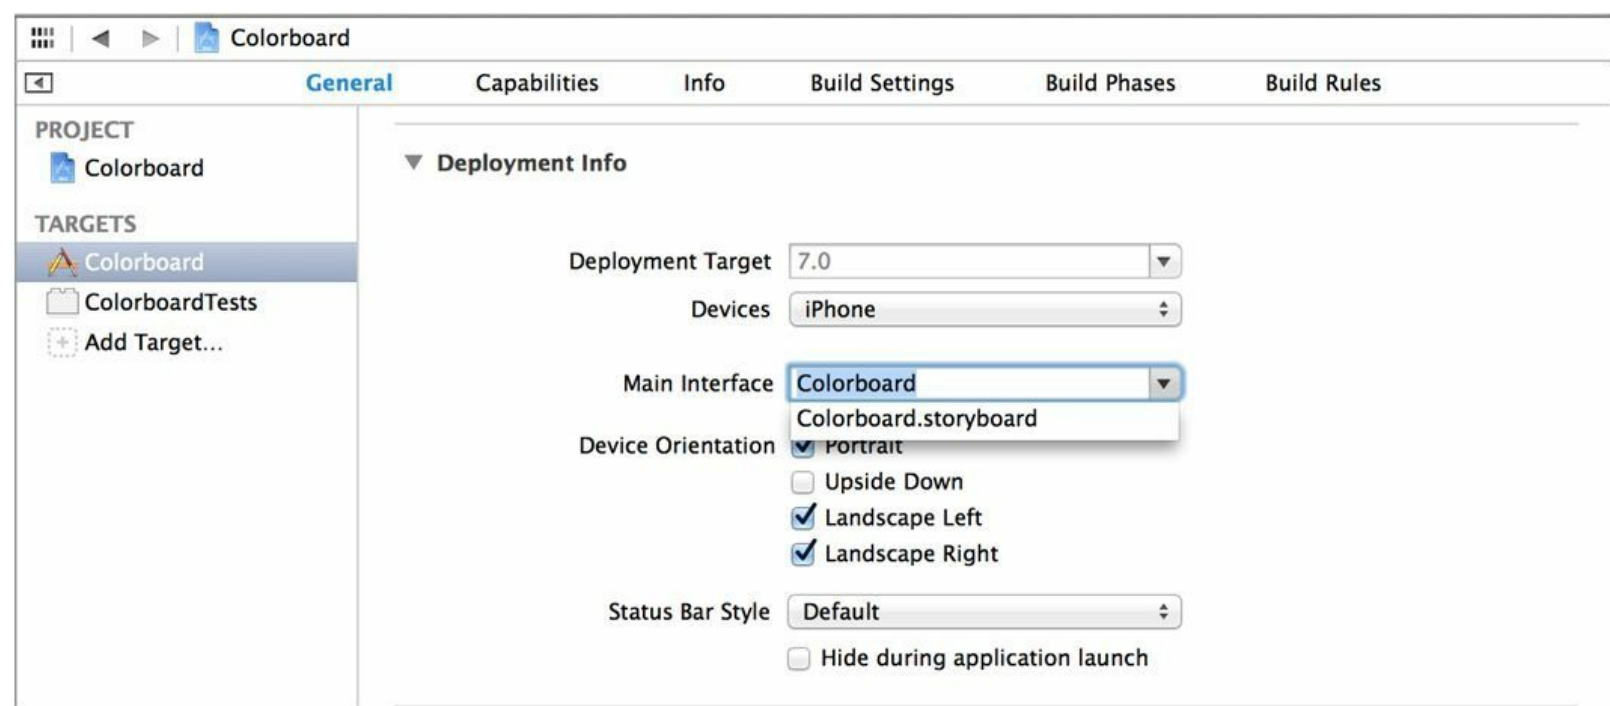 Colorboard
General Capabilities Info Build Settings Build Phases Build Rules
PROJECT
Colorboard
TARGETS
Colorboard
ColorboardTests
Add Target...
Deployment Info
Deployment Target 7.0
Devices iPhone
Main Interface Colorboard
Colorboard.storyboard
Device Orientation Portrait
Upside Down
Landscape Left
Landscape Right
Status Bar Style Default
Hide during application launch